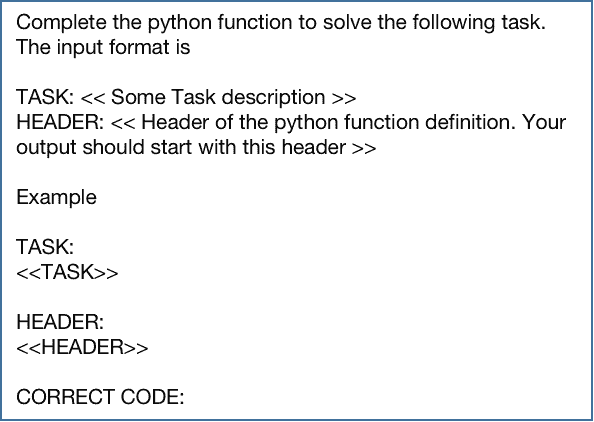 Complete the python function to solve the following task.
The input format is
TASK: << Some Task description >>
HEADER: << Header of the python function definition. Your
output should start with this header >>
Example
TASK:
<<TASK>>
HEADER:
<<HEADER>>
CORRECT CODE: